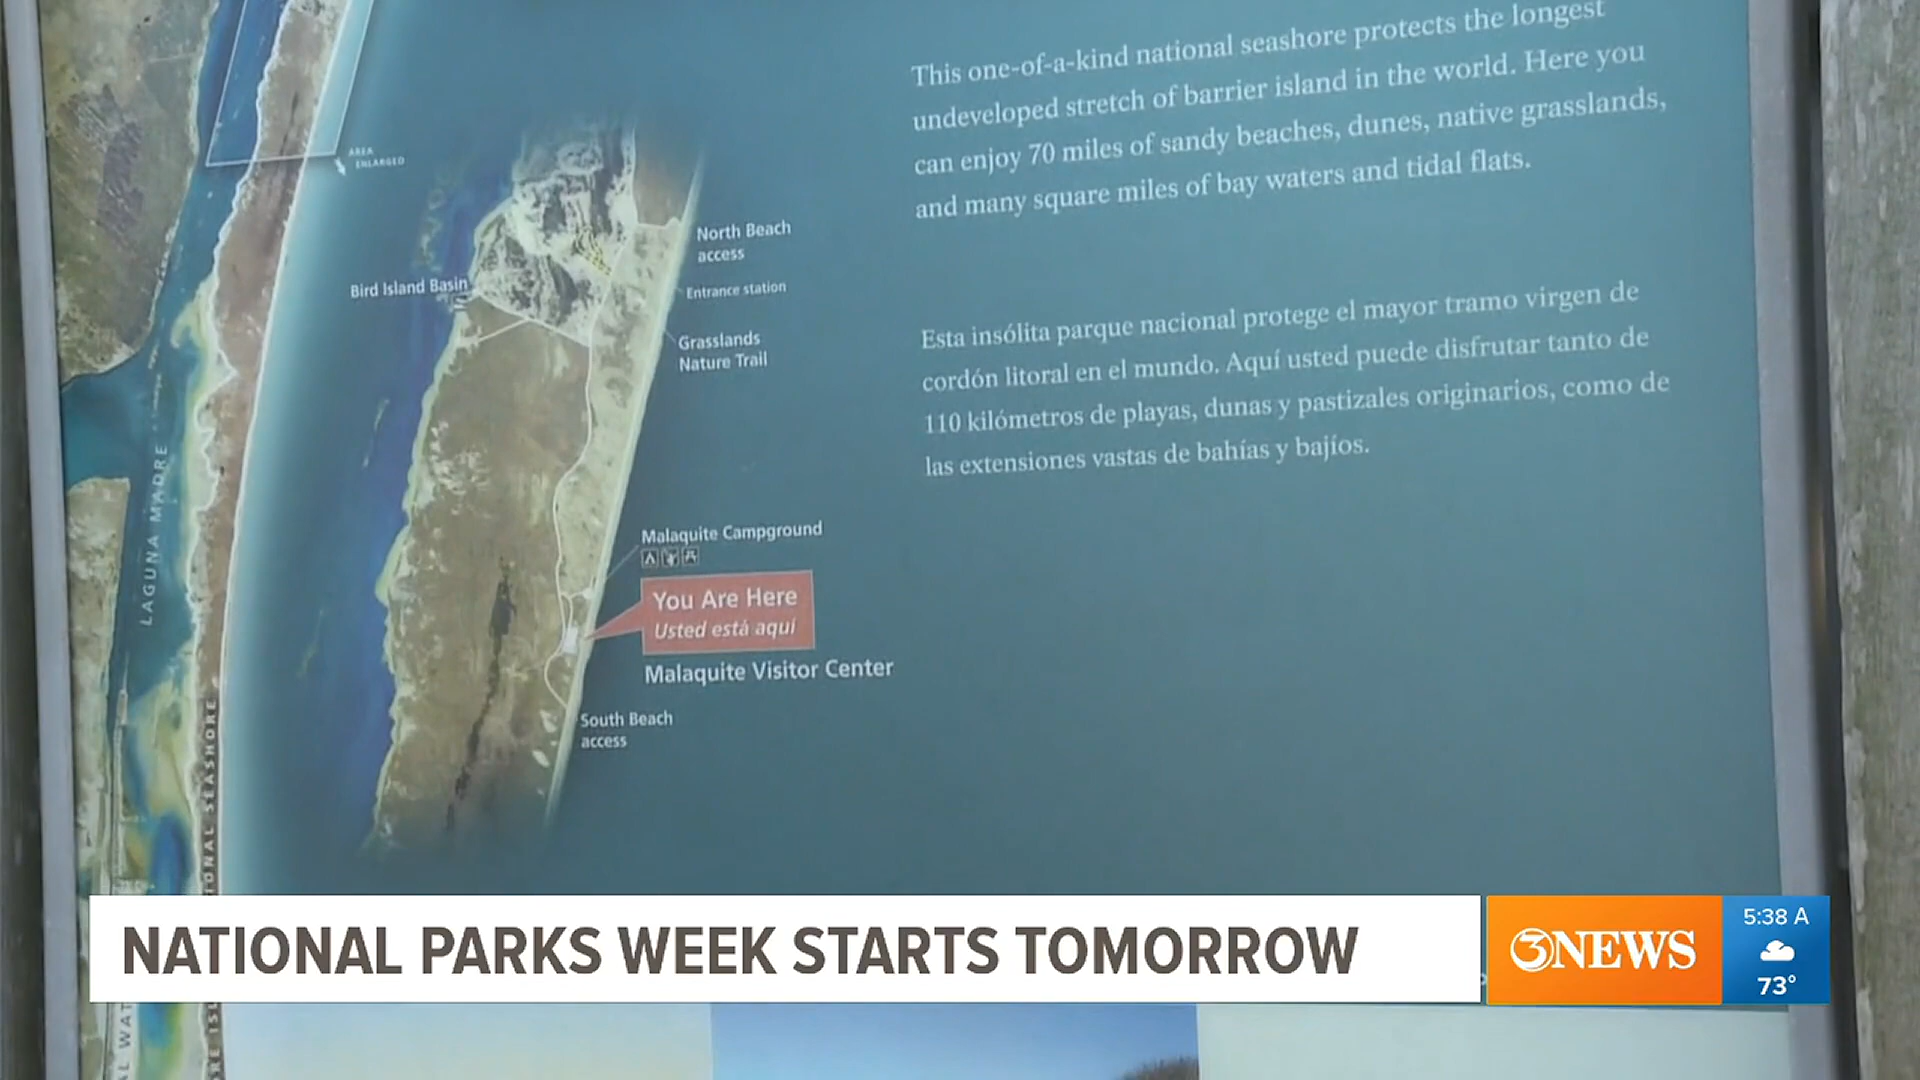 This one-of-a-kind national seashore protects the longest
undeveloped stretch of barrier island in the world. Here you
can enjoy 70 miles of sandy beaches, dunes, native grasslands,
and many square miles of bay waters and tidal flats.
Esta insólita parque nacional protege el mayor tramo virgen de
cordón litoral en el mundo. Aquí usted puede disfrutar tanto de
110 kilómetros de playas, dunas y pastizales originarios, como de
las extensiones vastas de bahías y bajíos.
AREA
ENLARGED
North Beach
access
Bird Island Basin
Entrance station
Grasslands
Nature Trail
Malaquite Campground
You Are Here
Usted está aquí
Malaquite Visitor Center
South Beach
access
LAGUNA MADRE
SEASHORE
NATIONAL PARKS WEEK STARTS TOMORROW
3NEWS
5:38 A
73°